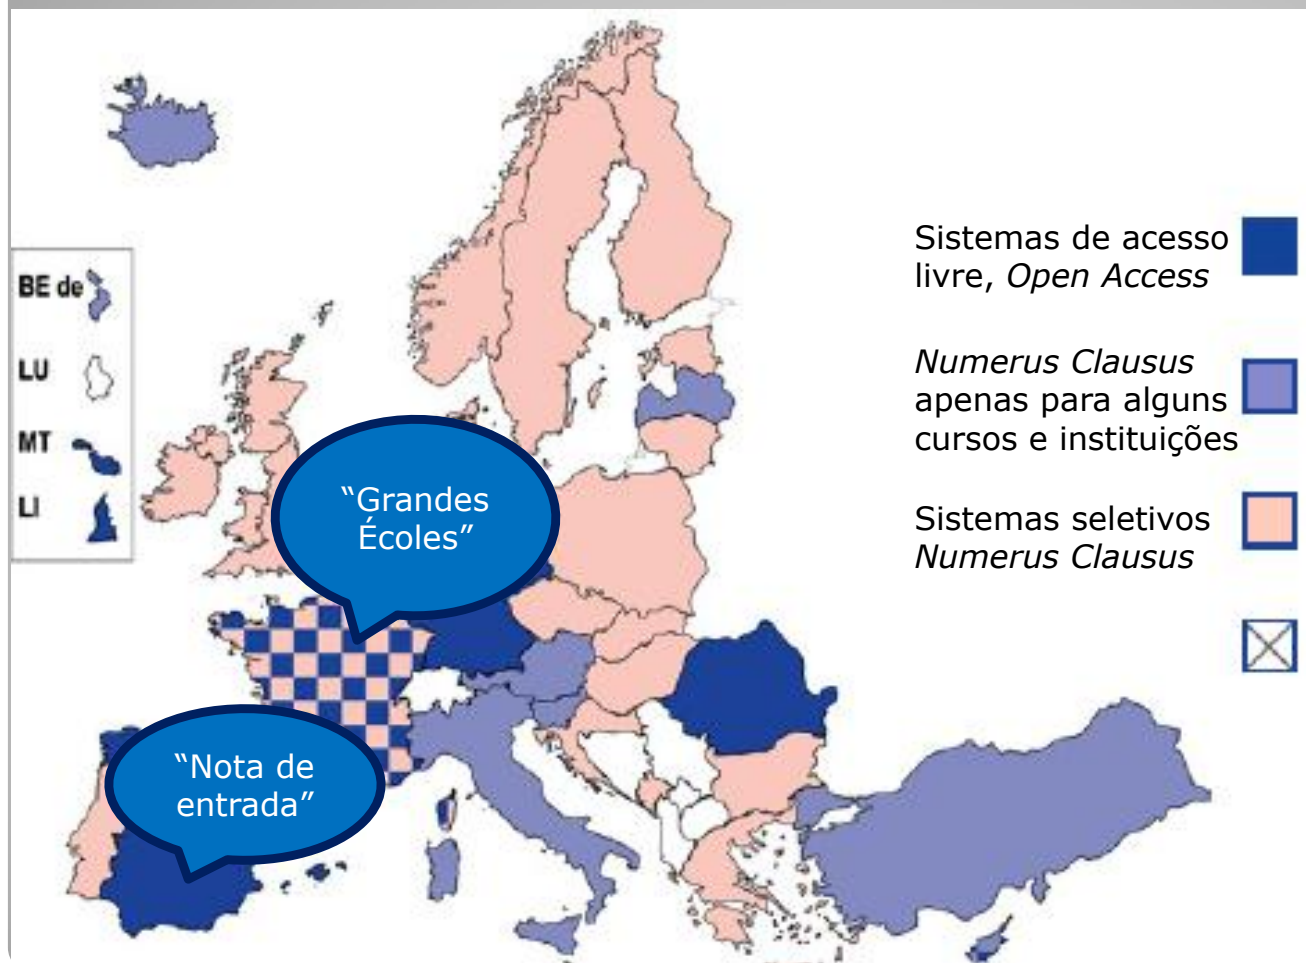 BE de
LU
MT
LI
“Grandes
Écoles”
“Nota de
entrada”
Sistemas de acesso
livre, Open Access
Numerus Clausus
apenas para alguns
cursos e instituições
Sistemas seletivos
Numerus Clausus